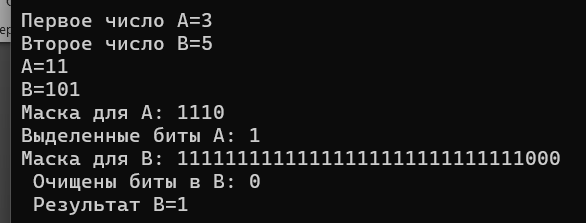 Первое число A=3
Второе число B=5
A=11
B=101
Маска для A: 1110
Выделенные биты A: 1
Маска для B: 11111111111111111111111111111000
Очищены биты в B: 0
Результат B=1